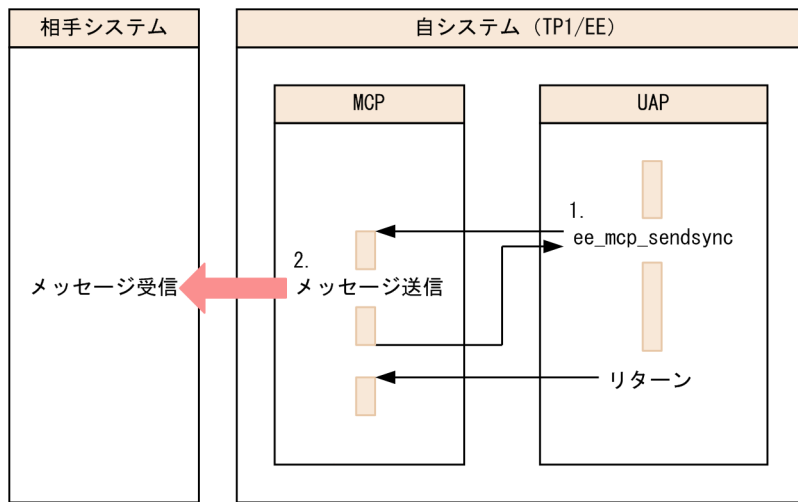 相手システム
自システム（TP1/EE）
MCP
UAP
1.
ee_mcp_sendsync
2.
メッセージ受信
メッセージ送信
リターン